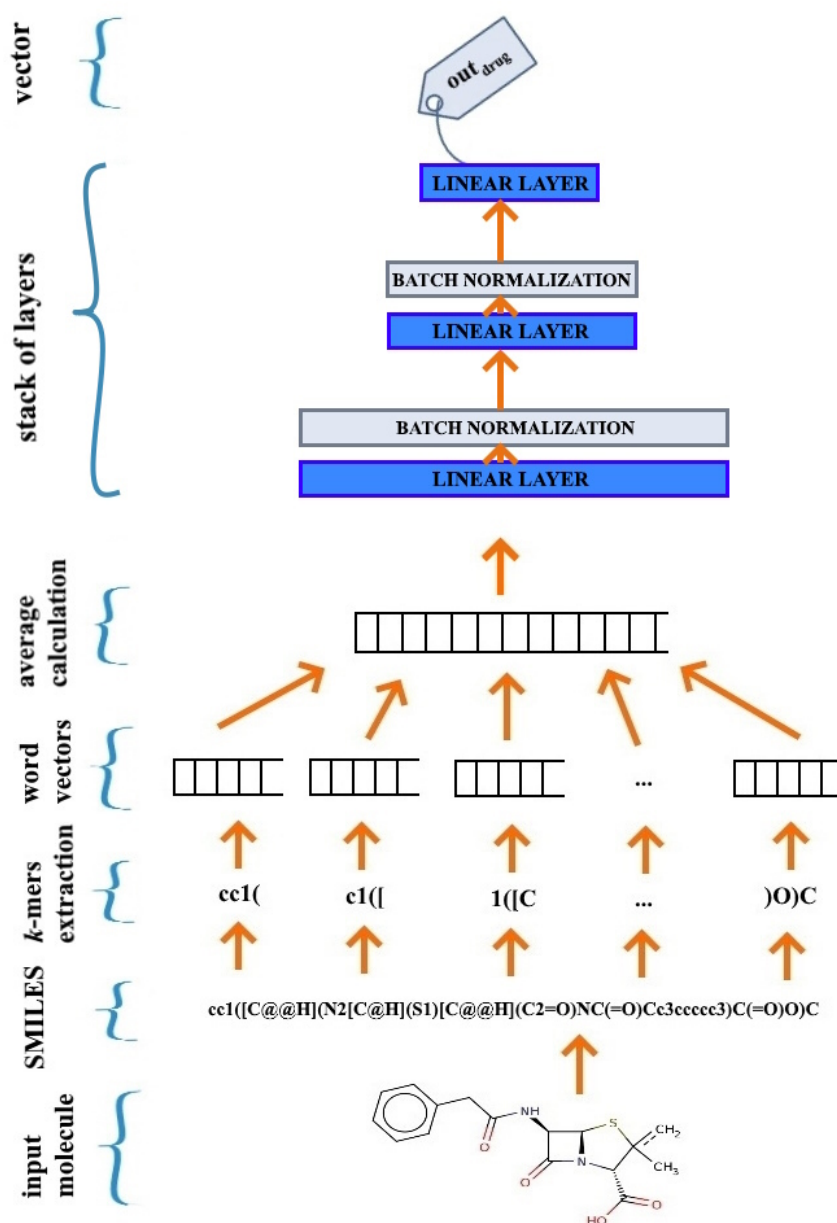 vector
out drug
stack of layers
LINEAR LAYER
BATCH NORMALIZATION
LINEAR LAYER
BATCH NORMALIZATION
LINEAR LAYER
average
calculation
word
vectors
...
k-mers
extraction
cc1(
c1([
1([C
...
)O)C
SMILES
cc1([C@@H](N2[C@H](S1)[C@@H](C2=O)NC(=O)Cc3ccccc3)C(=O)O)C
input
molecule
NH
S
CH2
O
N
CH3
O
O
HO